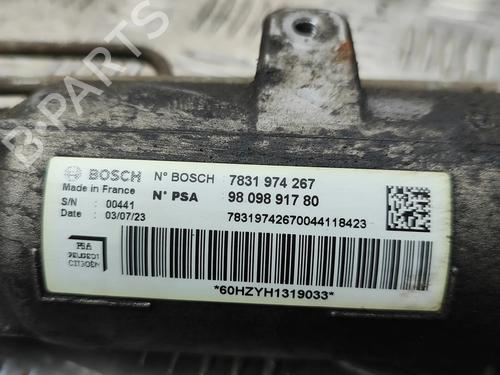 B-PARTS
BOSCH N° BOSCH 7831 974 267
Made in France N° PSA 98 098 917 80
S/N : 00441
Date : 03/07/23 78319742670044118423
PSA
PEUGEOT
CITROËN
*60HZYH1319033*